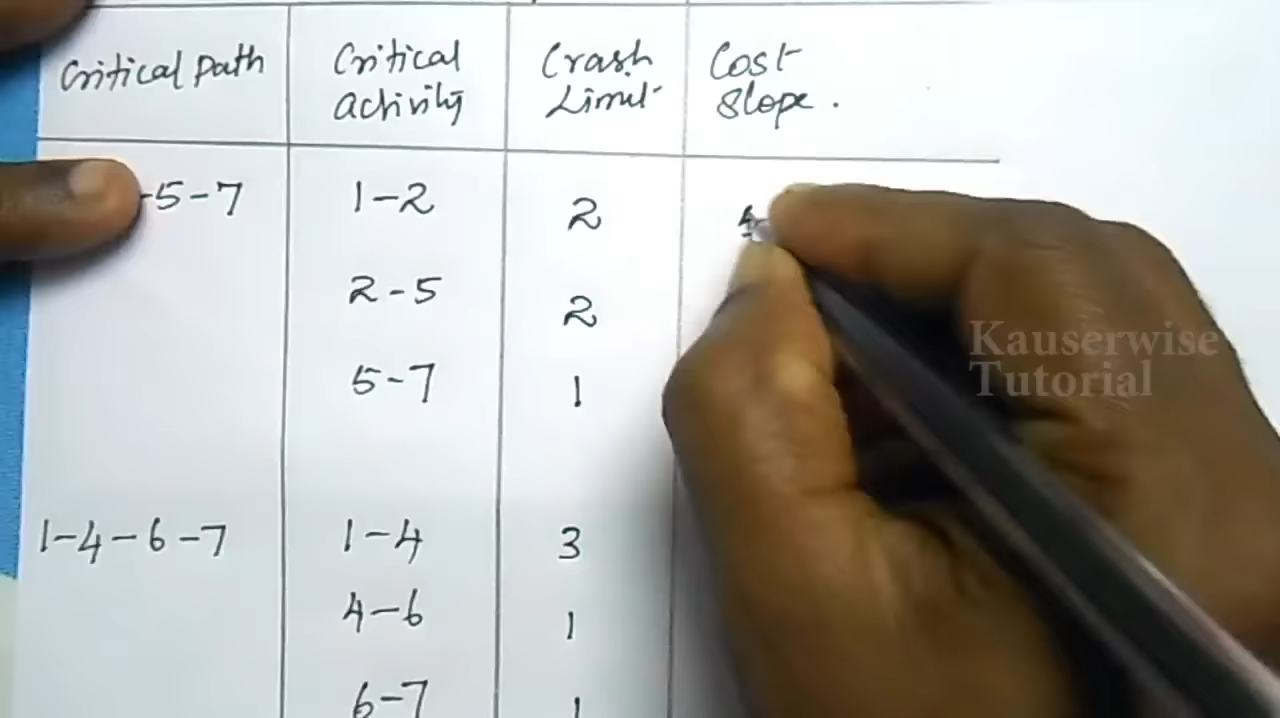 Critical Path
Critical
activity
Crash
Limit
Cost
Slope.
-5-7
1-2
2
2-5
2
5-7
1
1-4-6-7
1-4
3
4-6
1
6-7
1
Kauserwise
Tutorial